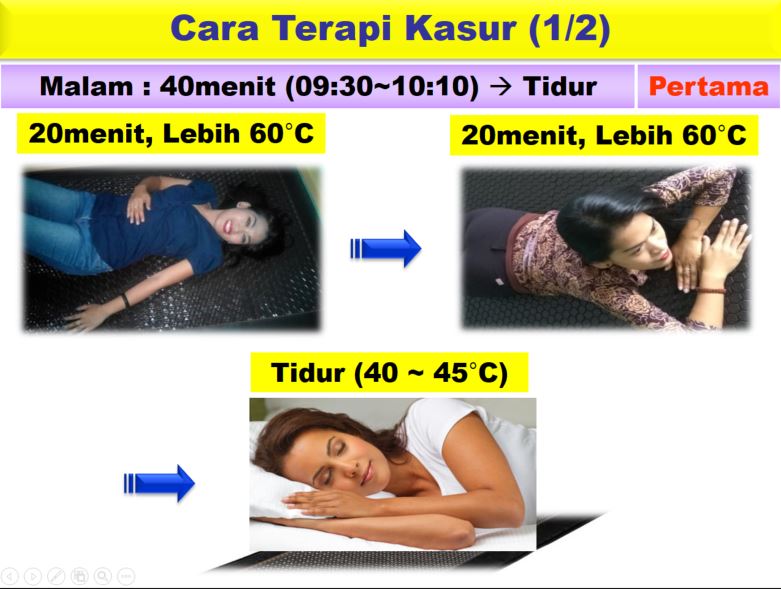 Cara Terapi Kasur (1/2)
Malam : 40menit (09:30~10:10) → Tidur
Pertama
20menit, Lebih 60°C
20menit, Lebih 60°C
Tidur (40 ~ 45°C)